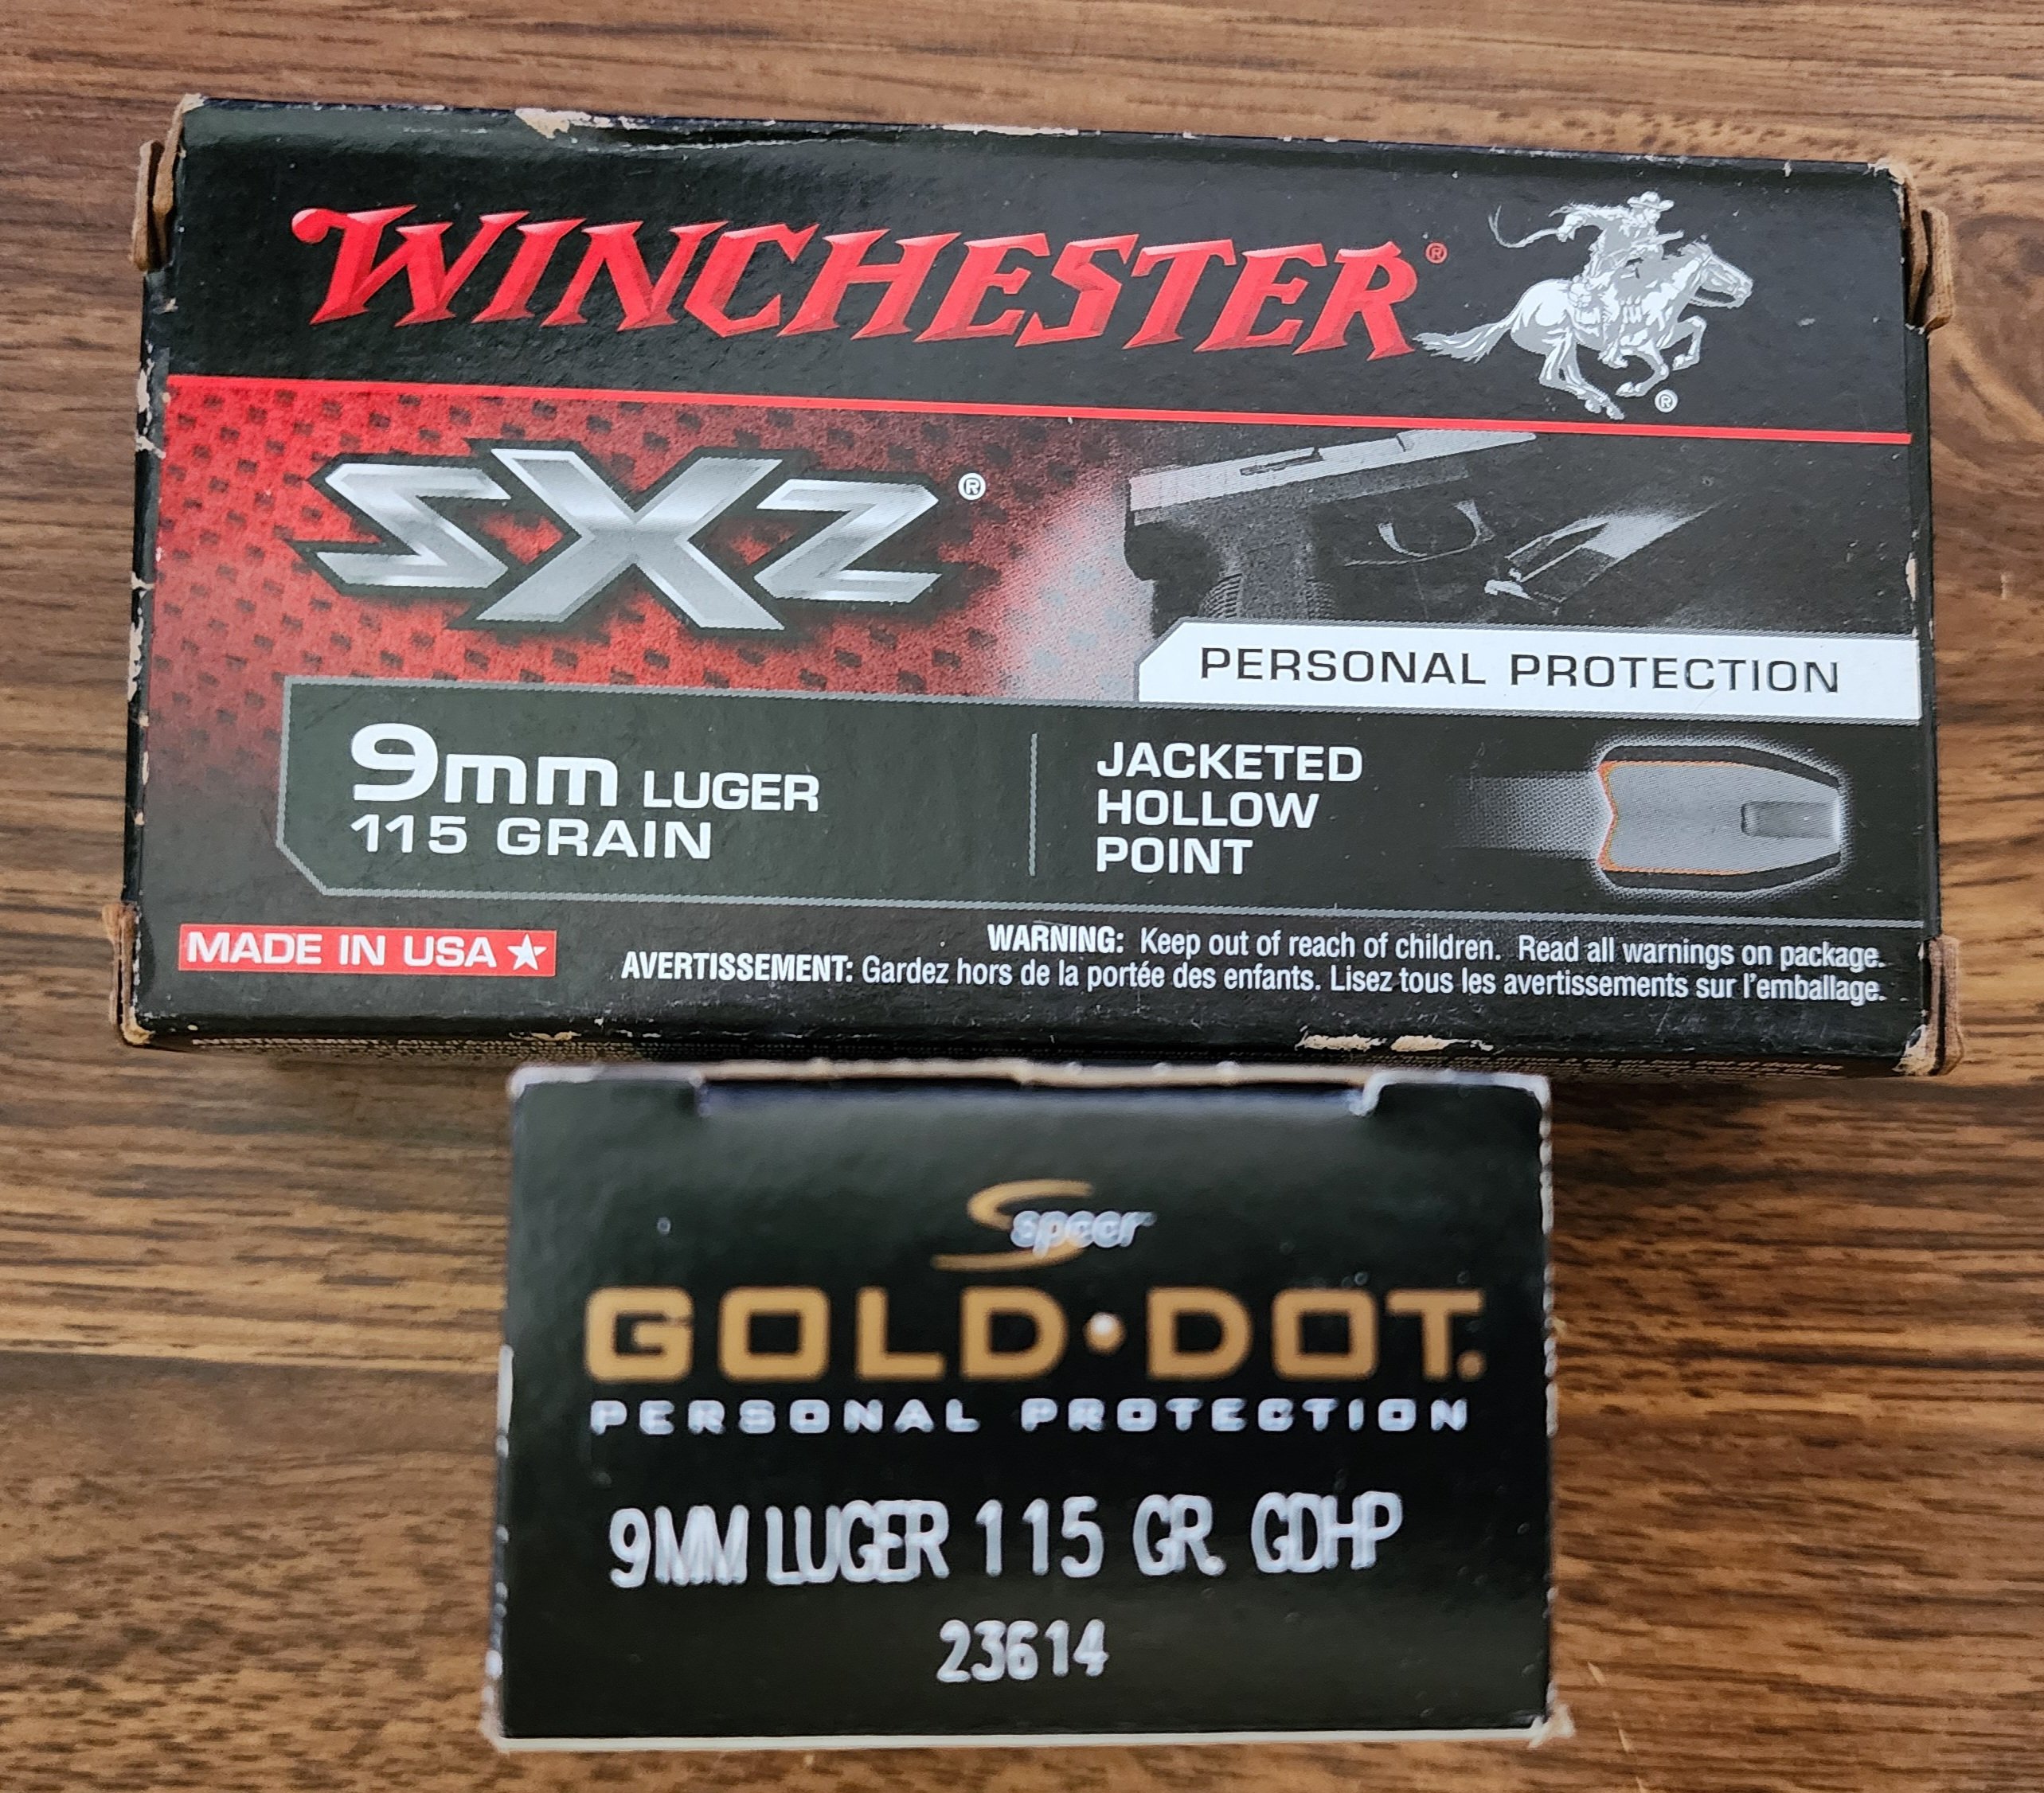 WINCHESTER®
®
SXZ®
PERSONAL PROTECTION
9mm LUGER
115 GRAIN
JACKETED
HOLLOW
POINT
MADE IN USA ★
WARNING: Keep out of reach of children. Read all warnings on package.
AVERTISSEMENT: Gardez hors de la portée des enfants. Lisez tous les avertissements sur l'emballage.
speer
GOLD•DOT.
PERSONAL PROTECTION
9MM LUGER 115 GR. GDHP
23614